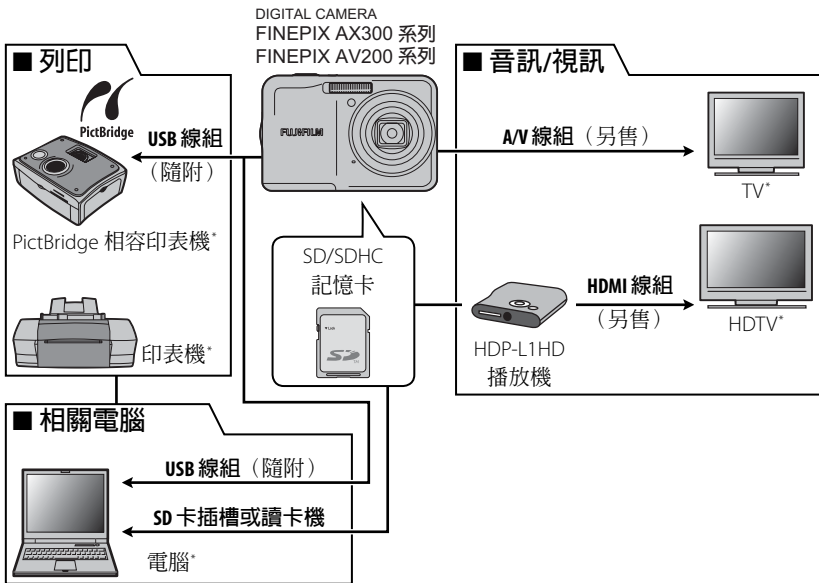 DIGITAL CAMERA
FINEPIX AX300 系列
FINEPIX AV200 系列
■ 列印
PictBridge
USB 線組
（隨附）
PictBridge 相容印表機*
印表機*
FUJIFILM
SD/SDHC
記憶卡
SD
■ 音訊/視訊
A/V 線組（另售）
TV*
HDMI 線組
（另售）
HDP-L1HD
播放機
HDTV*
■ 相關電腦
USB 線組（隨附）
SD 卡插槽或讀卡機
電腦*